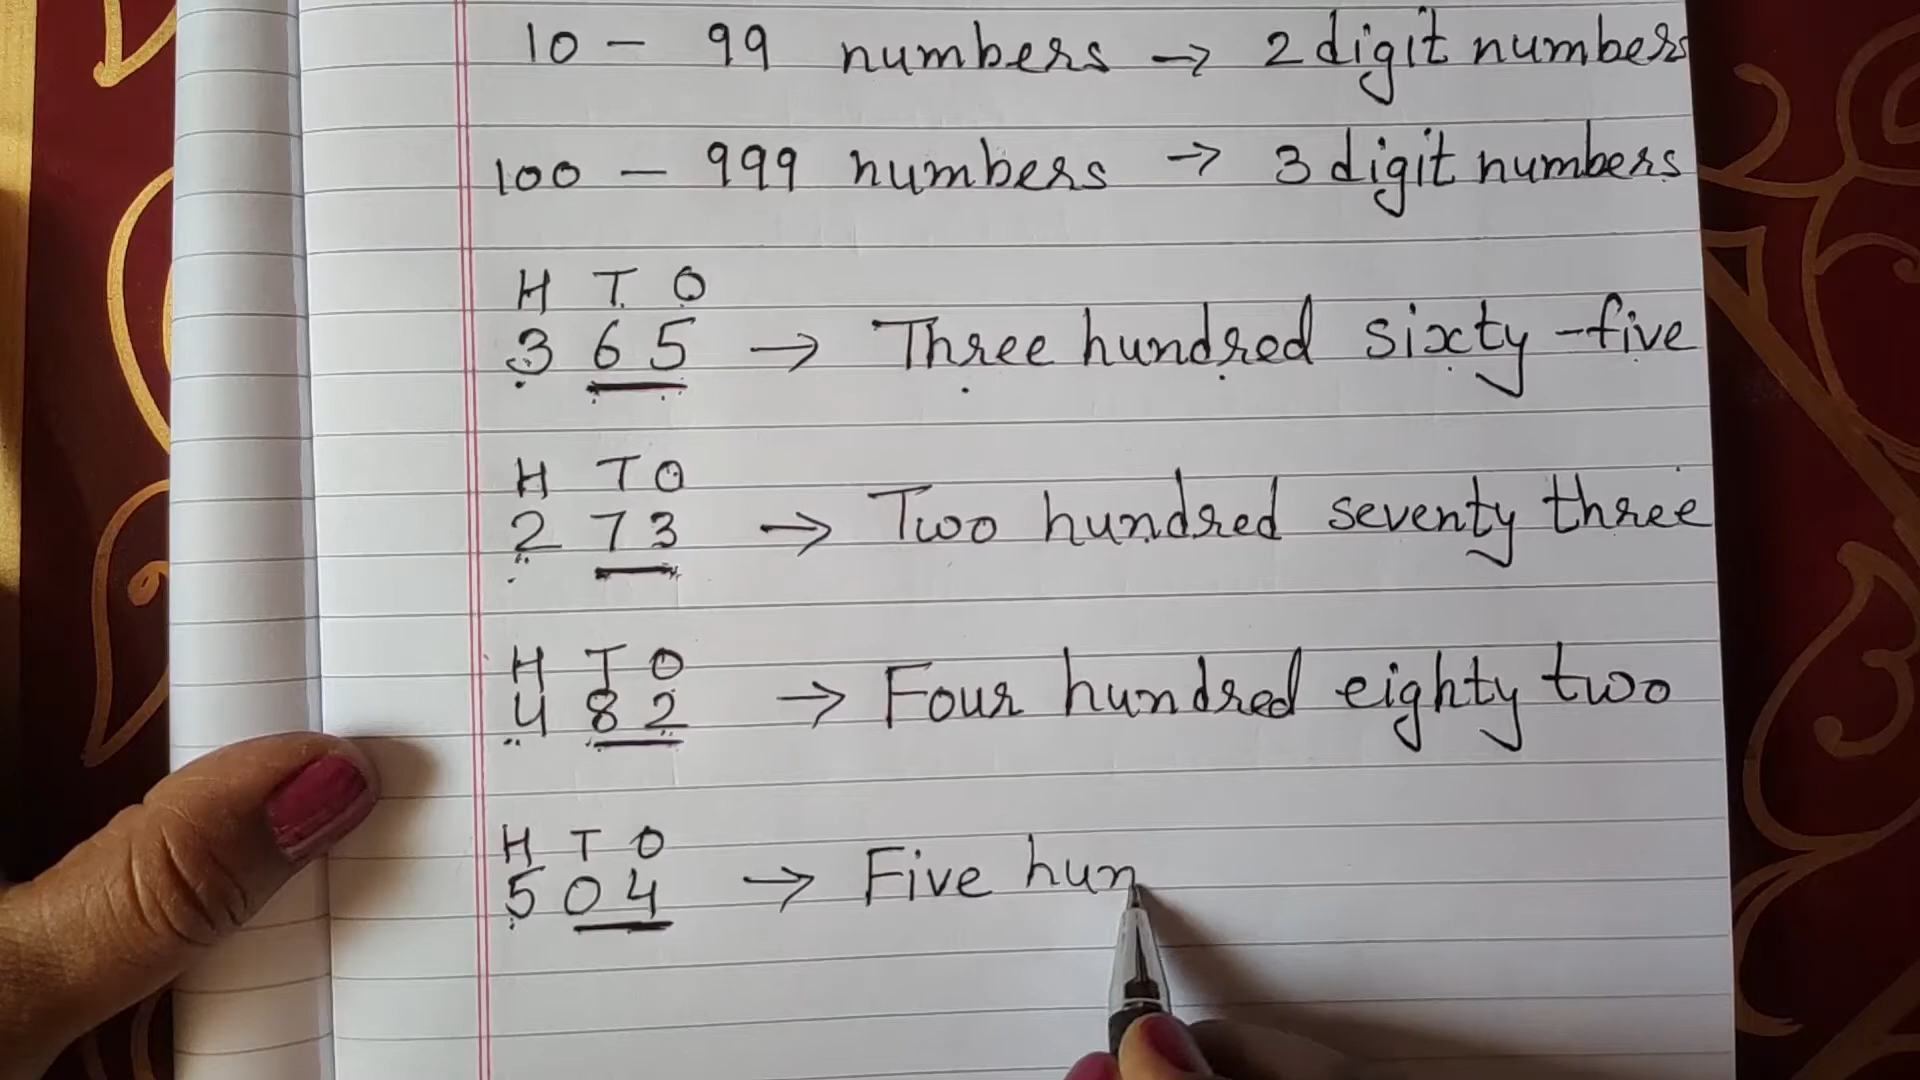 10 - 99 numbers → 2 digit numbers
100 - 999 numbers → 3 digit numbers
H T O
3 6 5 → Three hundred sixty-five
H T O
2 7 3 → Two hundred seventy three
H T O
4 8 2 → Four hundred eighty two
H T O
5 0 4 → Five hun